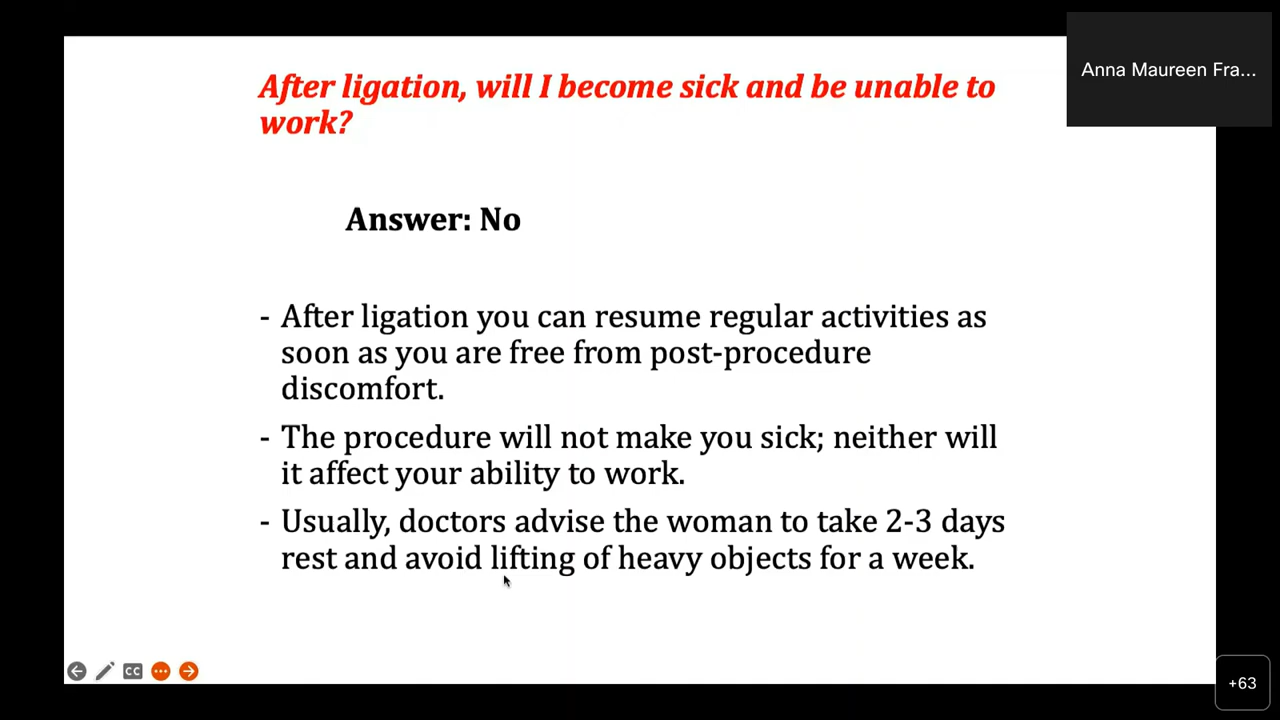 Anna Maureen Fra...
After ligation, will I become sick and be unable to
work?
Answer: No
- After ligation you can resume regular activities as
soon as you are free from post-procedure
discomfort.
- The procedure will not make you sick; neither will
it affect your ability to work.
- Usually, doctors advise the woman to take 2-3 days
rest and avoid lifting of heavy objects for a week.
CC
+63